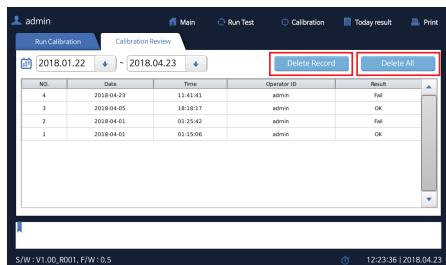 admin Main Run Test Calibration Today result Print
Run Calibration Calibration Review
2018.01.22 ~ 2018.04.23 Delete Record Delete All
NO. Date Time Operator ID Result
4 2018-04-23 11:41:41 admin Fail
3 2018-04-05 18:18:17 admin OK
2 2018-04-01 01:25:42 admin Fail
1 2018-04-01 01:15:06 admin OK
S/W : V1.00_R001, F/W : 0.5 12:23:36 | 2018.04.23